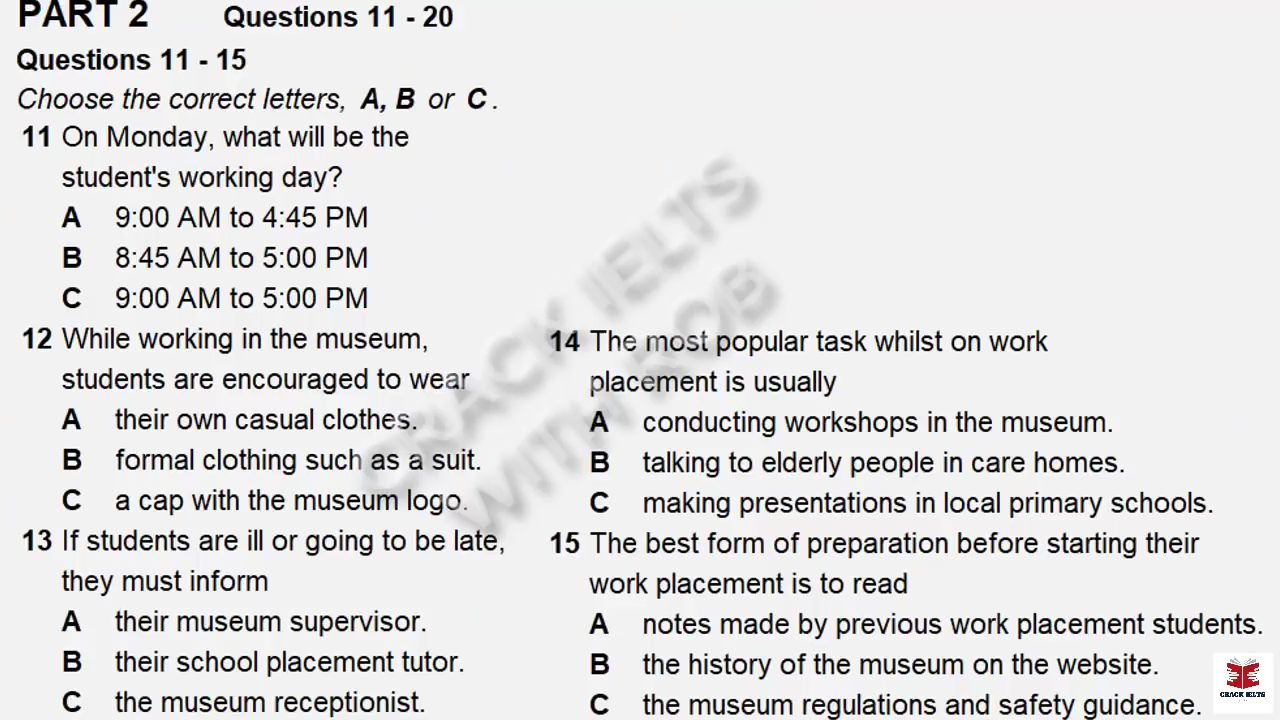 PART 2 Questions 11 - 20
Questions 11 - 15
Choose the correct letters, A, B or C .
11 On Monday, what will be the
student's working day?
A 9:00 AM to 4:45 PM
B 8:45 AM to 5:00 PM
C 9:00 AM to 5:00 PM
12 While working in the museum,
students are encouraged to wear
A their own casual clothes.
B formal clothing such as a suit.
C a cap with the museum logo.
13 If students are ill or going to be late,
they must inform
A their museum supervisor.
B their school placement tutor.
C the museum receptionist.
14 The most popular task whilst on work
placement is usually
A conducting workshops in the museum.
B talking to elderly people in care homes.
C making presentations in local primary schools.
15 The best form of preparation before starting their
work placement is to read
A notes made by previous work placement students.
B the history of the museum on the website.
C the museum regulations and safety guidance.
CRACK IELTS
WITH ROB
CRACK IELTS